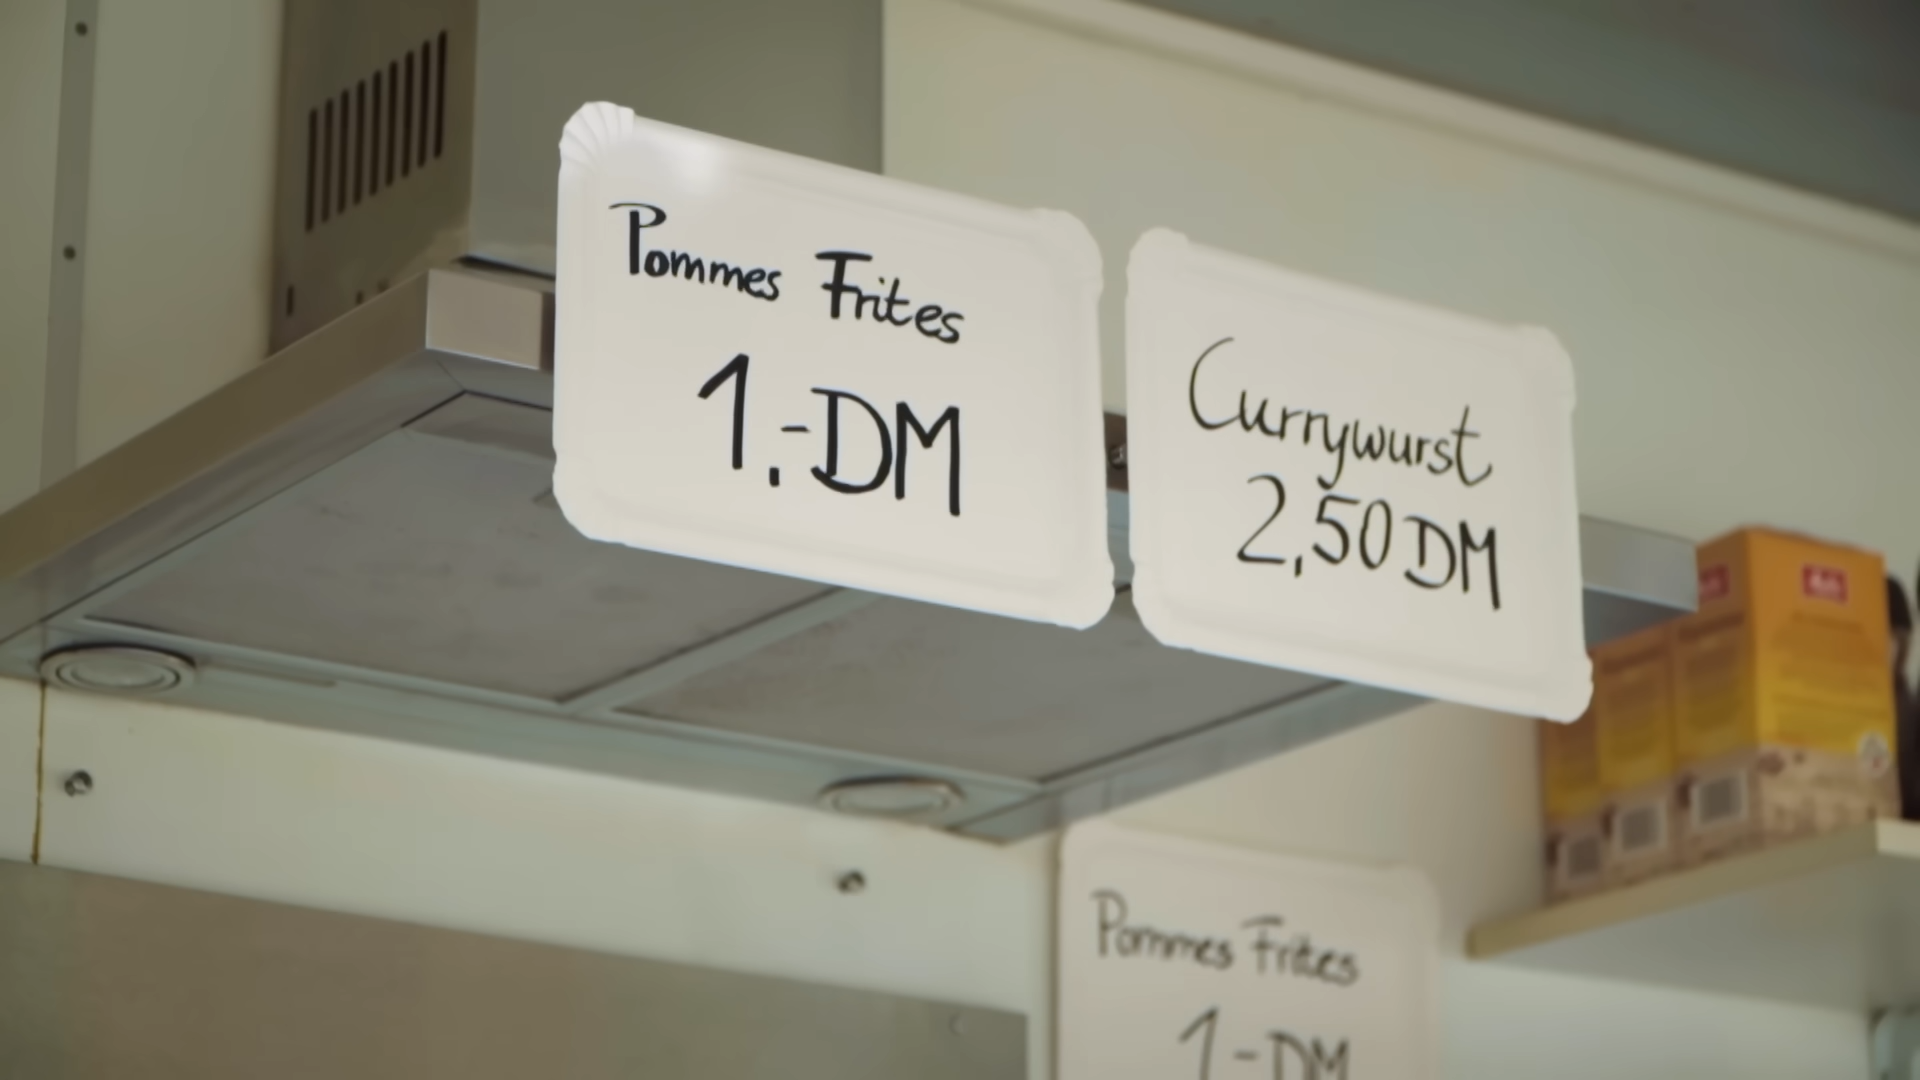 Pommes Frites
1.-DM
Currywurst
2,50 DM
Pommes Frites
1-DM